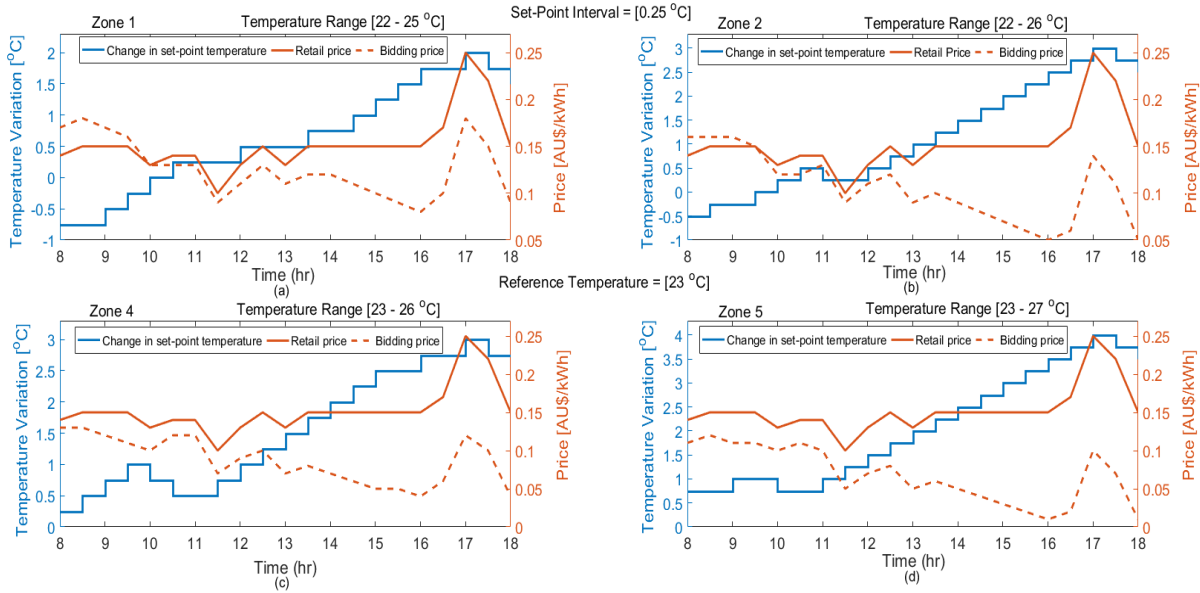 Set-Point Interval = [0.25 °C]
Zone 1
Temperature Range [22 - 25 °C]
Change in set-point temperature
Retail price
Bidding price
Temperature Variation [°C]
2
1.5
1
0.5
0
-0.5
-1
0.25
0.2
0.15
0.1
0.05
Price [AU$/kWh]
8 9 10 11 12 13 14 15 16 17 18
Time (hr)
(a)
Zone 2
Temperature Range [22 - 26 °C]
Change in set-point temperature
Retail Price
Bidding price
Temperature Variation [°C]
3
2.5
2
1.5
1
0.5
0
-0.5
-1
0.25
0.2
0.15
0.1
0.05
Price [AU$/kWh]
8 9 10 11 12 13 14 15 16 17 18
Time (hr)
(b)
Reference Temperature = [23 °C]
Zone 4
Temperature Range [23 - 26 °C]
Change in set-point temperature
Retail price
Bidding price
Temperature Variation [°C]
3
2.5
2
1.5
1
0.5
0
0.25
0.2
0.15
0.1
0.05
0
Price [AU$/kWh]
8 9 10 11 12 13 14 15 16 17 18
Time (hr)
(c)
Zone 5
Temperature Range [23 - 27 °C]
Change in set-point temperature
Retail price
Bidding price
Temperature Variation [°C]
4
3.5
3
2.5
2
1.5
1
0.5
0
0.25
0.2
0.15
0.1
0.05
0
Price [AU$/kWh]
8 9 10 11 12 13 14 15 16 17 18
Time (hr)
(d)